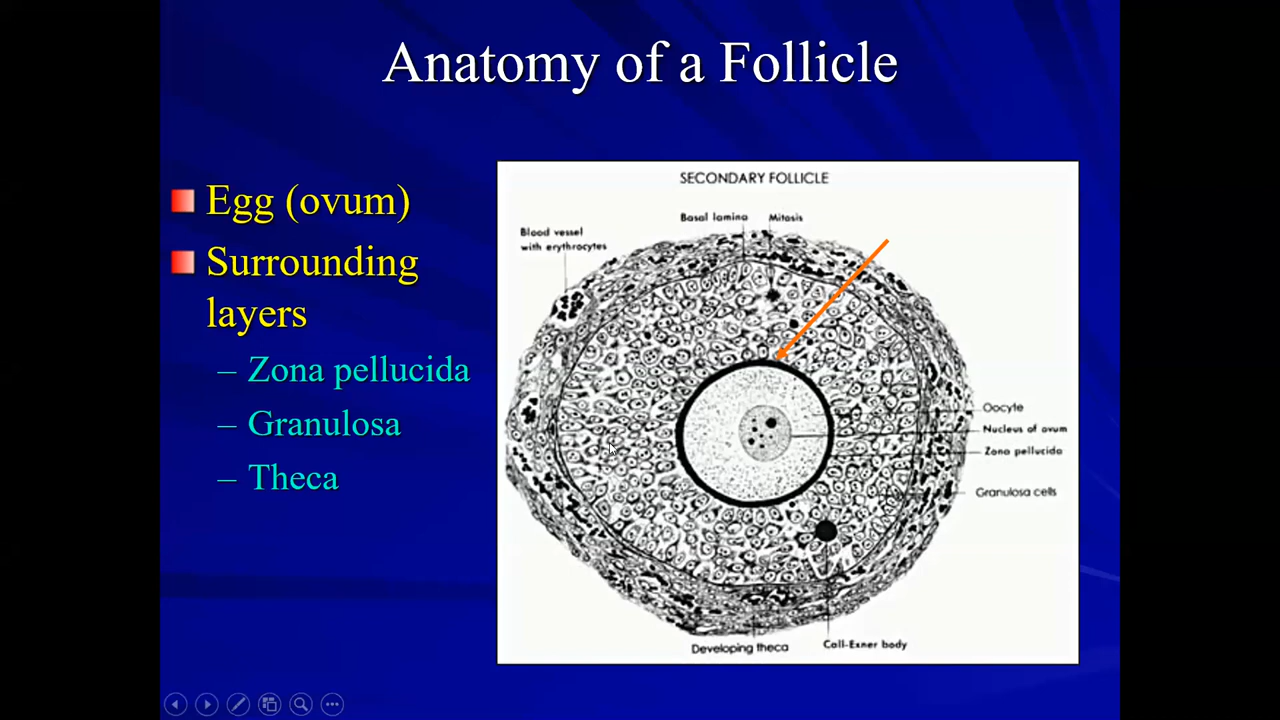 Anatomy of a Follicle
Egg (ovum)
Surrounding
layers
– Zona pellucida
– Granulosa
– Theca
SECONDARY FOLLICLE
Basal lamina
Mitosis
Blood vessel
with erythrocytes
Oocyte
Nucleus of ovum
Zona pellucida
Granulosa cells
Developing theca
Call-Exner body